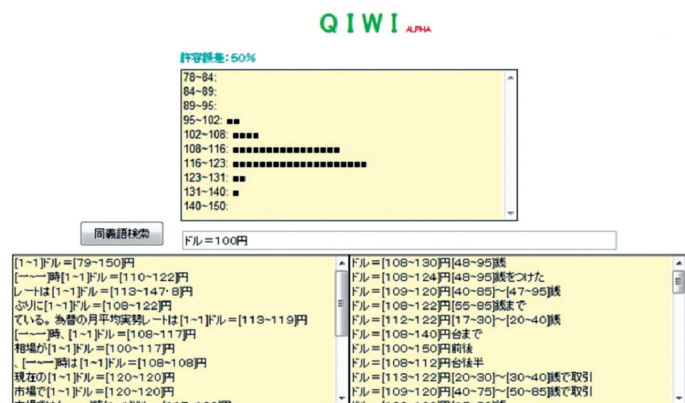 QIWI ALPHA
許容誤差:50%
78~84:
84~89:
89~95:
95~102: ■■
102~108: ■■■■
108~116: ■■■■■■■■■■■■■■■■
116~123: ■■■■■■■■■■■■■■■■■■■■
123~131: ■■
131~140: ■
140~150:
同義語検索
ドル=100円
[1~1]ドル=[79~150]円
[一~一]時[1~1]ドル=[110~122]円
レートは[1~1]ドル=[113~147・8]円
ぶりに[1~1]ドル=[108~122]円
ている。為替の月平均実勢レートは[1~1]ドル=[113~119]円
[一~一]時、[1~1]ドル=[108~117]円
相場が[1~1]ドル=[100~117]円
、[一~一]時は[1~1]ドル=[108~108]円
現在の[1~1]ドル=[120~120]円
市場で[1~1]ドル=[120~120]円
ドル=[108~130]円[48~95]銭
ドル=[108~124]円[48~95]銭をつけた
ドル=[109~120]円[40~85]~[47~95]銭
ドル=[108~122]円[55~85]銭まで
ドル=[112~122]円[17~30]~[20~40]銭
ドル=[108~140]円台まで
ドル=[100~150]円前後
ドル=[108~112]円台後半
ドル=[113~122]円[20~30]~[30~40]銭で取引
ドル=[109~120]円[40~75]~[50~85]銭で取引